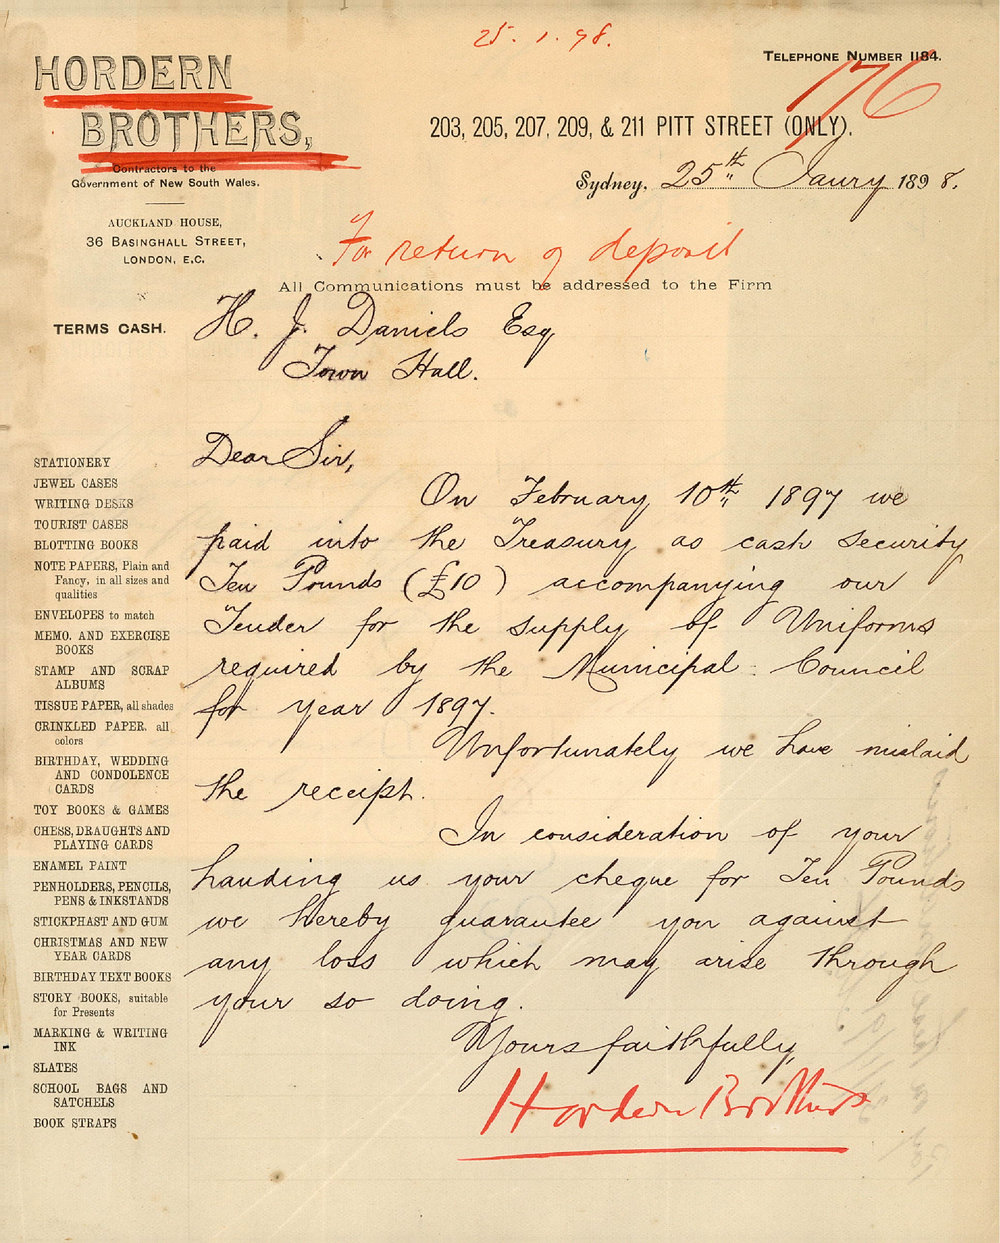 25.1.98.
TELEPHONE NUMBER 1184.
176
HORDERN
BROTHERS,
Contractors to the
Government of New South Wales.
AUCKLAND HOUSE,
36 BASINGHALL STREET,
LONDON, E.C.
203, 205, 207, 209, & 211 PITT STREET (ONLY).
Sydney, 25th Jaury 1898.
For return of deposit
All Communications must be addressed to the Firm
TERMS CASH.
H. J. Daniels Esq
Town Hall.
Dear Sir,
On February 10th 1897 we
paid into the Treasury as cash security
Ten Pounds (£10) accompanying our
Tender for the supply of Uniforms
required by the Municipal Council
for year 1897.
Unfortunately we have mislaid
the receipt.
In consideration of your
handing us your cheque for Ten Pounds
we hereby guarantee you against
any loss which may arise through
your so doing.
Yours faithfully,
Hordern Brothers
STATIONERY
JEWEL CASES
WRITING DESKS
TOURIST CASES
BLOTTING BOOKS
NOTE PAPERS, Plain and
Fancy, in all sizes and
qualities
ENVELOPES to match
MEMO. AND EXERCISE
BOOKS
STAMP AND SCRAP
ALBUMS
TISSUE PAPER, all shades
CRINKLED PAPER. all
colors
BIRTHDAY, WEDDING
AND CONDOLENCE
CARDS
TOY BOOKS & GAMES
CHESS, DRAUGHTS AND
PLAYING CARDS
ENAMEL PAINT
PENHOLDERS, PENCILS,
PENS & INKSTANDS
STICKPHAST AND GUM
CHRISTMAS AND NEW
YEAR CARDS
BIRTHDAY TEXT BOOKS
STORY BOOKS, suitable
for Presents
MARKING & WRITING
INK
SLATES
SCHOOL BAGS AND
SATCHELS
BOOK STRAPS